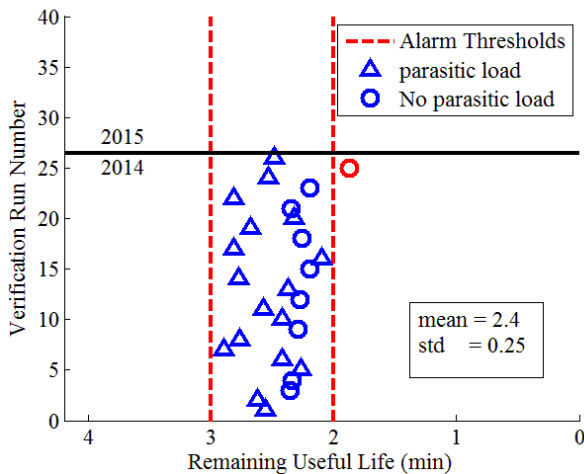 40
35
30
25
20
15
10
5
0
Verification Run Number
4
3
2
1
0
Remaining Useful Life (min)
Alarm Thresholds
parasitic load
No parasitic load
2015
2014
mean = 2.4
std = 0.25